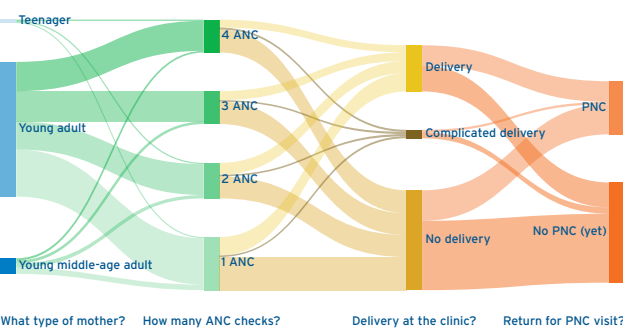 Teenager
4 ANC
Delivery
PNC
3 ANC
Young adult
Complicated delivery
2 ANC
No PNC (yet)
No delivery
1 ANC
Young middle-age adult
What type of mother? How many ANC checks? Delivery at the clinic? Return for PNC visit?